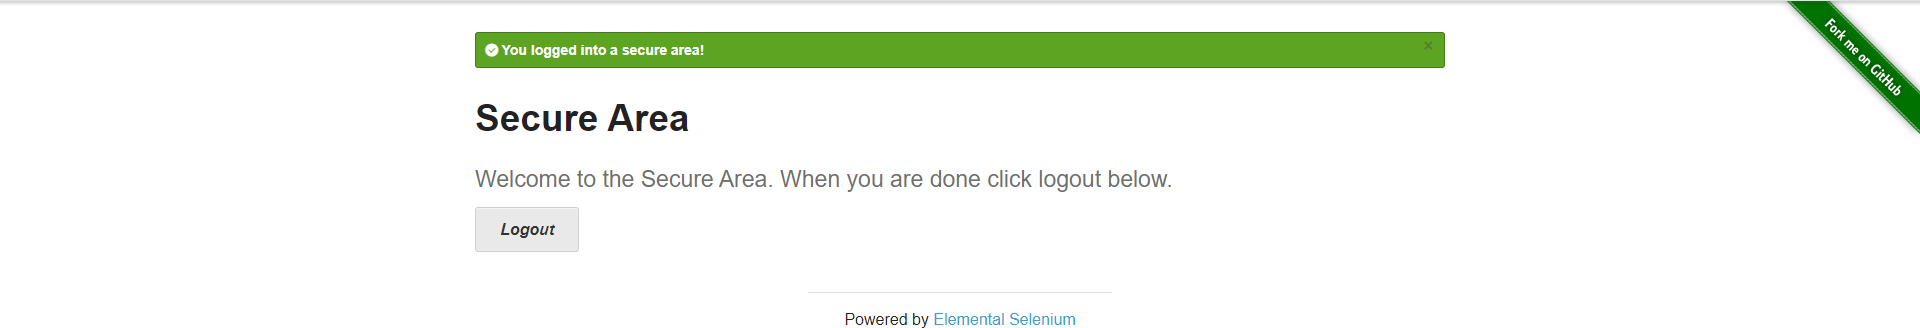 You logged into a secure area!
×
Fork me on GitHub
Secure Area
Welcome to the Secure Area. When you are done click logout below.
Logout
Powered by Elemental Selenium